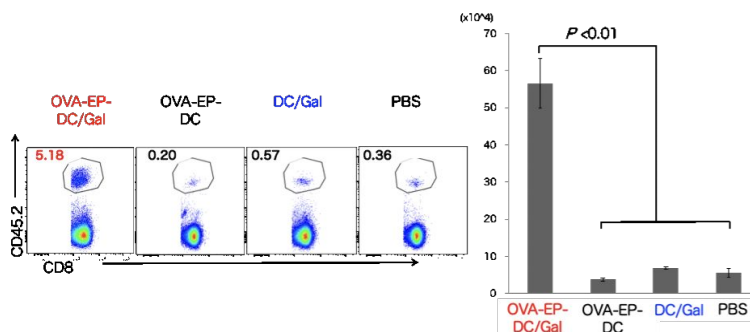 OVA-EP-
DC/Gal
OVA-EP-
DC
DC/Gal
PBS
5.18
0.20
0.57
0.36
CD45.2
CD8
(x10^4)
P <0.01
70
60
50
40
30
20
10
0
OVA-EP-
DC/Gal
OVA-EP-
DC
DC/Gal
PBS